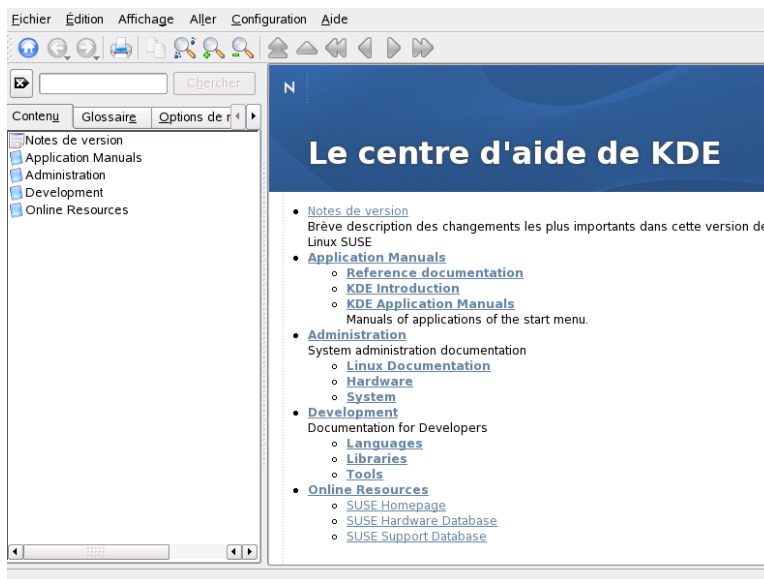 Fichier Édition Affichage Aller Configuration Aide
Chercher
Contenu Glossaire Options de r
Notes de version
Application Manuals
Administration
Development
Online Resources
N
Le centre d'aide de KDE
Notes de version
Brève description des changements les plus importants dans cette version de
Linux SUSE
Application Manuals
Reference documentation
KDE Introduction
KDE Application Manuals
Manuals of applications of the start menu.
Administration
System administration documentation
Linux Documentation
Hardware
System
Development
Documentation for Developers
Languages
Libraries
Tools
Online Resources
SUSE Homepage
SUSE Hardware Database
SUSE Support Database